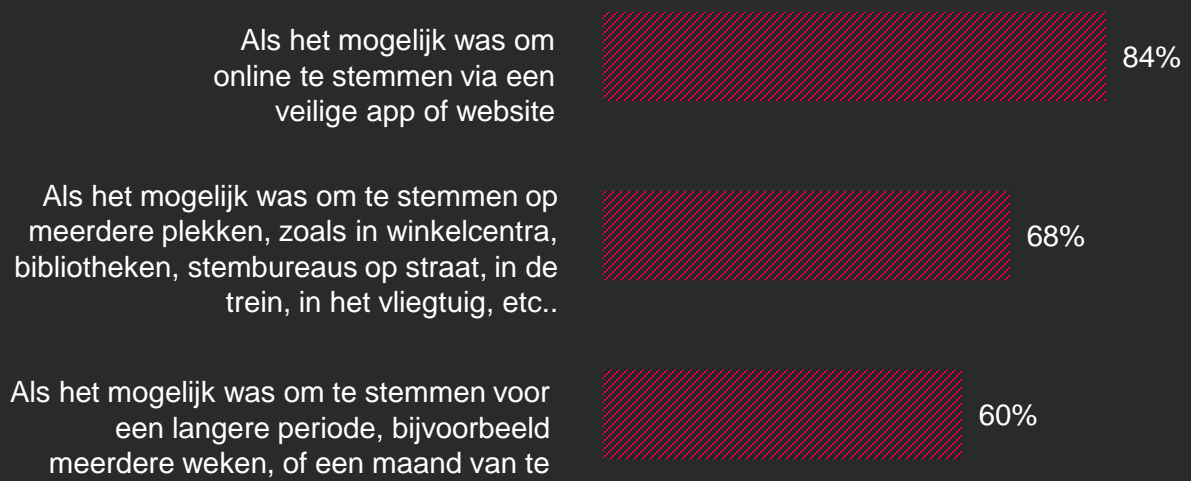 Als het mogelijk was om
online te stemmen via een
veilige app of website
84%
Als het mogelijk was om te stemmen op
meerdere plekken, zoals in winkelcentra,
bibliotheken, stembureaus op straat, in de
trein, in het vliegtuig, etc..
68%
Als het mogelijk was om te stemmen voor
een langere periode, bijvoorbeeld
meerdere weken, of een maand van te
60%